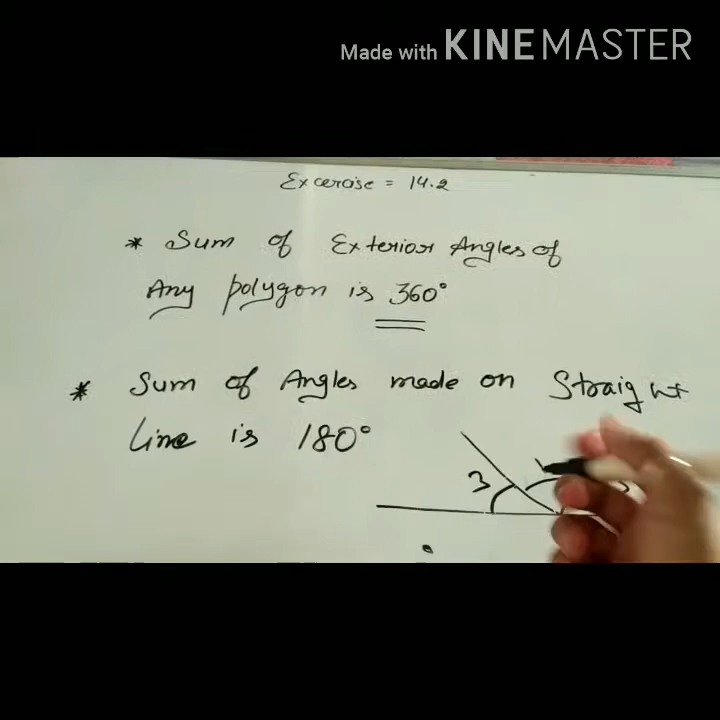 Made with KINEMASTER
Excercise = 14.2
* Sum of Exterior Angles of
Any polygon is 360°
* Sum of Angles made on Straight
line is 180°
3